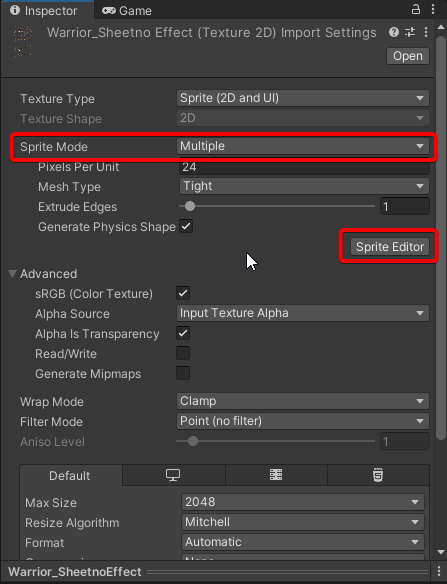 Inspector Game
Warrior_Sheetno Effect (Texture 2D) Import Settings
Open
Texture Type Sprite (2D and UI)
Texture Shape 2D
Sprite Mode Multiple
Pixels Per Unit 24
Mesh Type Tight
Extrude Edges 1
Generate Physics Shape
Sprite Editor
Advanced
sRGB (Color Texture)
Alpha Source Input Texture Alpha
Alpha Is Transparency
Read/Write
Generate Mipmaps
Wrap Mode Clamp
Filter Mode Point (no filter)
Aniso Level 1
Default
Max Size 2048
Resize Algorithm Mitchell
Format Automatic
Warrior_SheetnoEffect